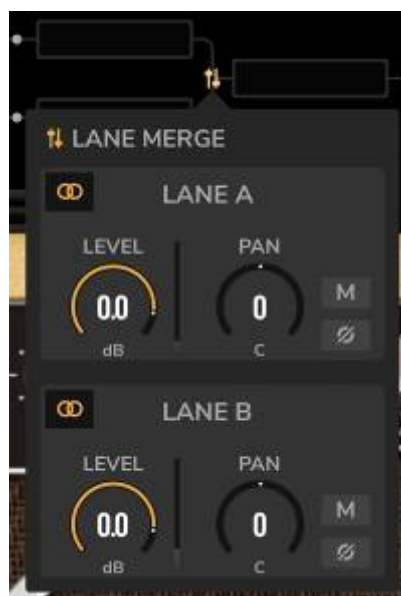 LANE MERGE
LANE A
LEVEL PAN
0.0 0 M
dB C
LANE B
LEVEL PAN
0.0 0 M
dB C